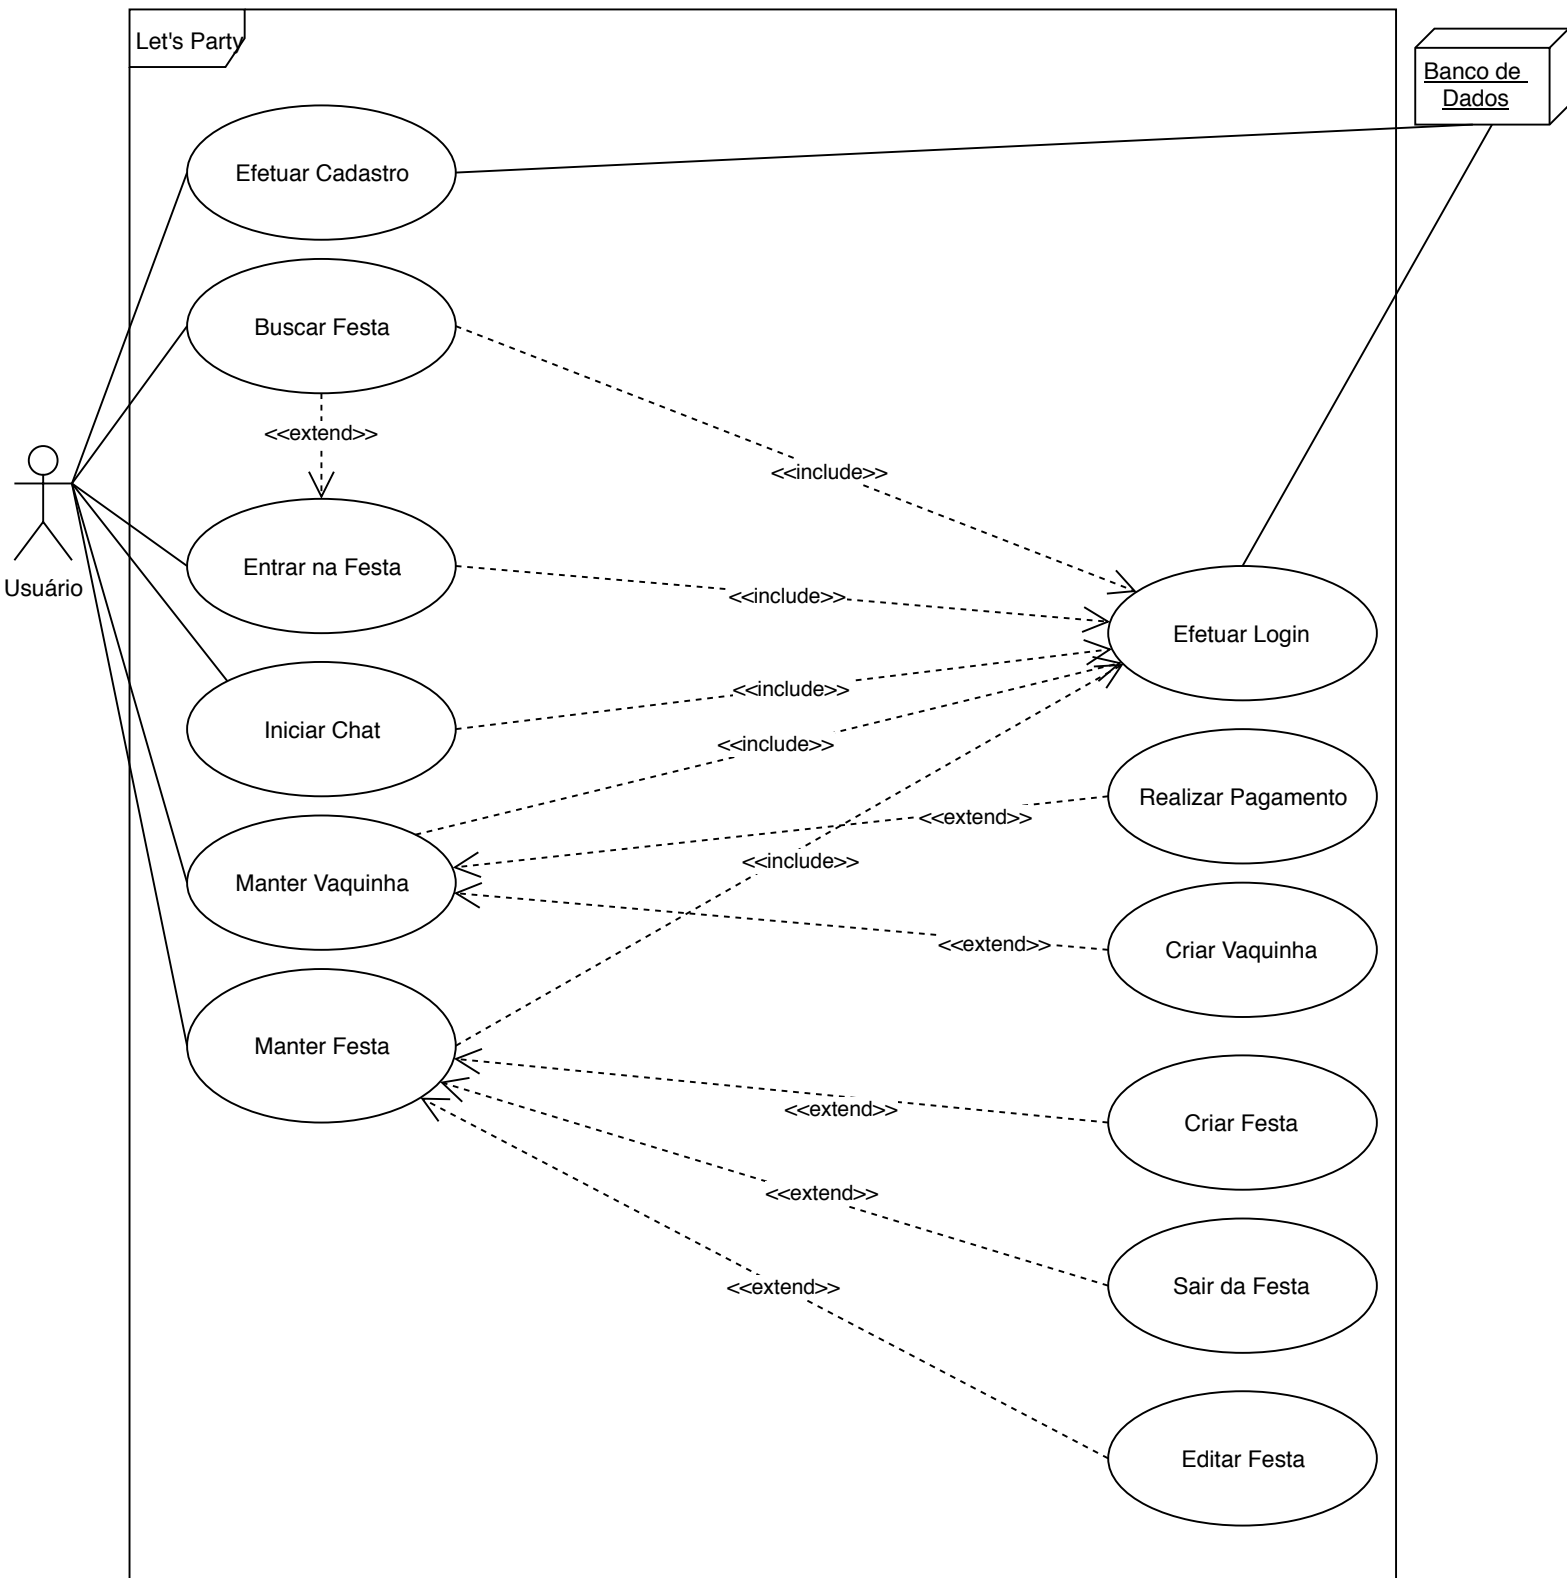 Let's Party
Banco de
Dados
Efetuar Cadastro
Buscar Festa
<<extend>>
<<include>>
Usuário
Entrar na Festa
<<include>>
Efetuar Login
Iniciar Chat
<<include>>
<<include>>
Realizar Pagamento
<<extend>>
<<include>>
Manter Vaquinha
<<extend>>
Criar Vaquinha
Manter Festa
<<extend>>
Criar Festa
<<extend>>
Sair da Festa
<<extend>>
Editar Festa